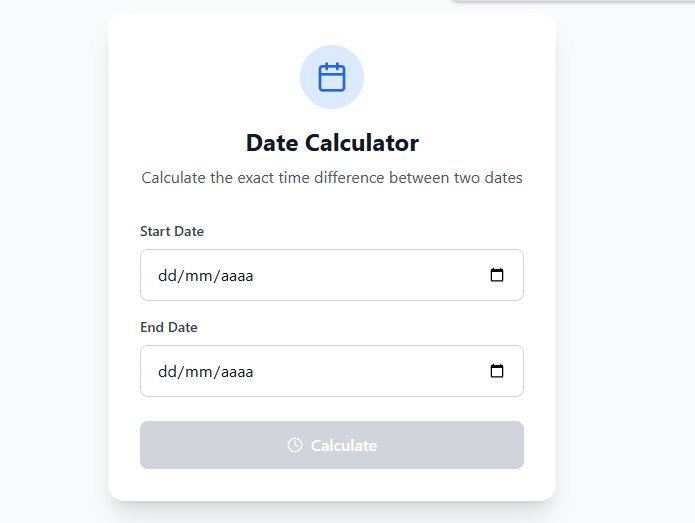 Date Calculator
Calculate the exact time difference between two dates
Start Date
dd/mm/aaaa
End Date
dd/mm/aaaa
Calculate